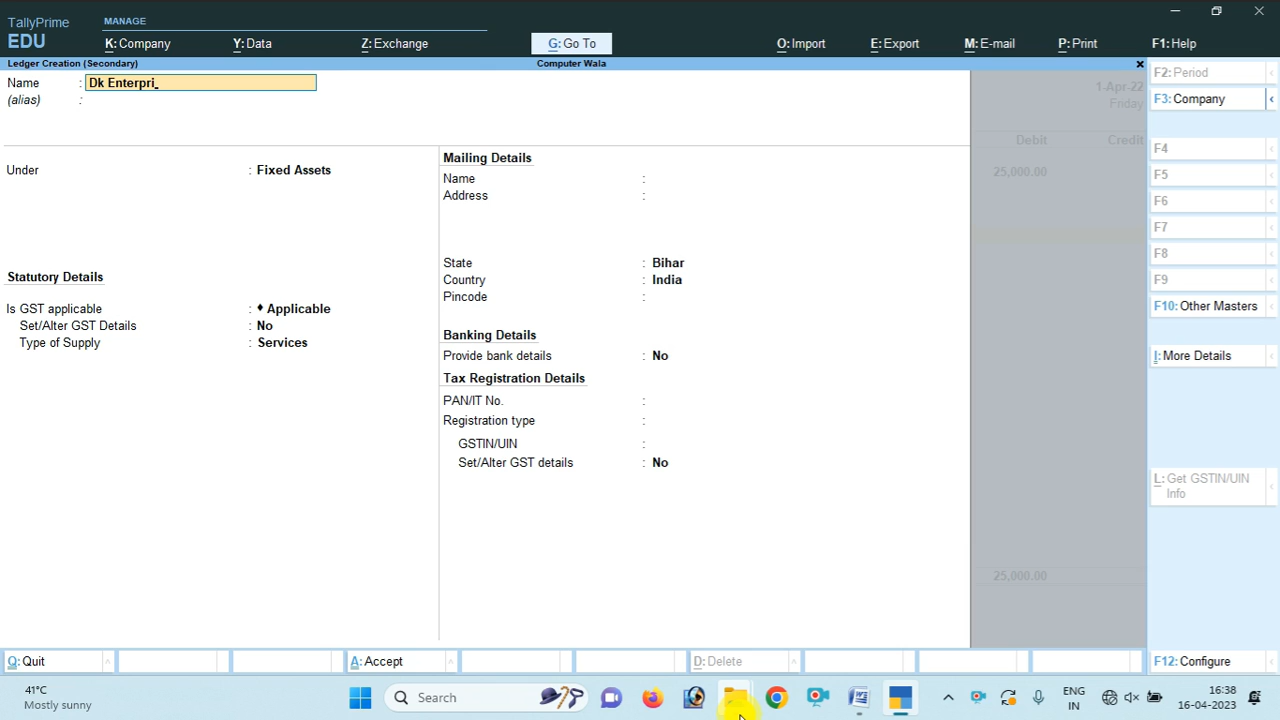 TallyPrime
EDU
MANAGE
K: Company
Y: Data
Z: Exchange
G: Go To
O: Import
E: Export
M: E-mail
P: Print
F1: Help
Ledger Creation (Secondary)
Computer Wala
Name : Dk Enterpri
(alias) :
Under : Fixed Assets
Statutory Details
Is GST applicable : ♦ Applicable
Set/Alter GST Details : No
Type of Supply : Services
Mailing Details
Name :
Address :
State : Bihar
Country : India
Pincode :
Banking Details
Provide bank details : No
Tax Registration Details
PAN/IT No. :
Registration type :
GSTIN/UIN :
Set/Alter GST details : No
1-Apr-22
Friday
Debit Credit
25,000.00
25,000.00
F2: Period
F3: Company
F4
F5
F6
F7
F8
F9
F10: Other Masters
I: More Details
L: Get GSTIN/UIN
Info
F12: Configure
Q: Quit
A: Accept
D: Delete
41°C
Mostly sunny
Search
ENG
IN
16:38
16-04-2023